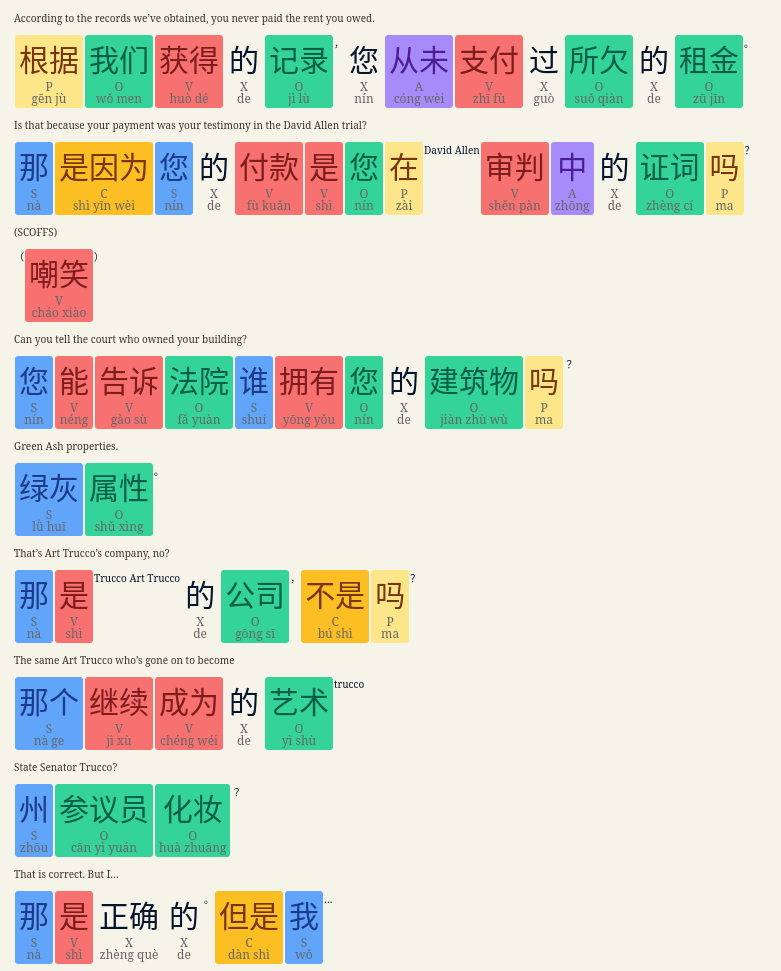 According to the records we've obtained, you never paid the rent you owed.
根据 我们 获得 的 记录 , 您 从未 支付 过 所欠 的 租金 。
P O V X O X A V X O X O
gēn jù wǒ men huò dé de jì lù nín cóng wèi zhī fù guò suǒ qiàn de zū jīn
Is that because your payment was your testimony in the David Allen trial?
那 是因为 您 的 付款 是 您 在 David Allen 审判 中 的 证词 吗 ?
S C S X V V O P V A X O P
nà shì yīn wèi nín de fù kuǎn shì nín zài shěn pàn zhōng de zhèng cí ma
(SCOFFS)
( 嘲笑 )
V
cháo xiào
Can you tell the court who owned your building?
您 能 告诉 法院 谁 拥有 您 的 建筑物 吗 ?
S V V O S V O X O P
nín néng gào sù fǎ yuàn shuí yōng yǒu nín de jiàn zhú wù ma
Green Ash properties.
绿灰 属性 。
S O
lǜ huī shǔ xìng
That's Art Trucco's company, no?
那 是 Trucco Art Trucco 的 公司 , 不是 吗 ?
S V X O C P
nà shì de gōng sī bú shì ma
The same Art Trucco who's gone on to become
那个 继续 成为 的 艺术 trucco
S V V X O
nà ge jì xù chéng wéi de yì shù
State Senator Trucco?
州 参议员 化妆 ?
S O O
zhōu cān yì yuán huà zhuāng
That is correct. But I...
那 是 正确 的 。 但是 我 ...
S V X X C S
nà shì zhèng què de dàn shì wǒ